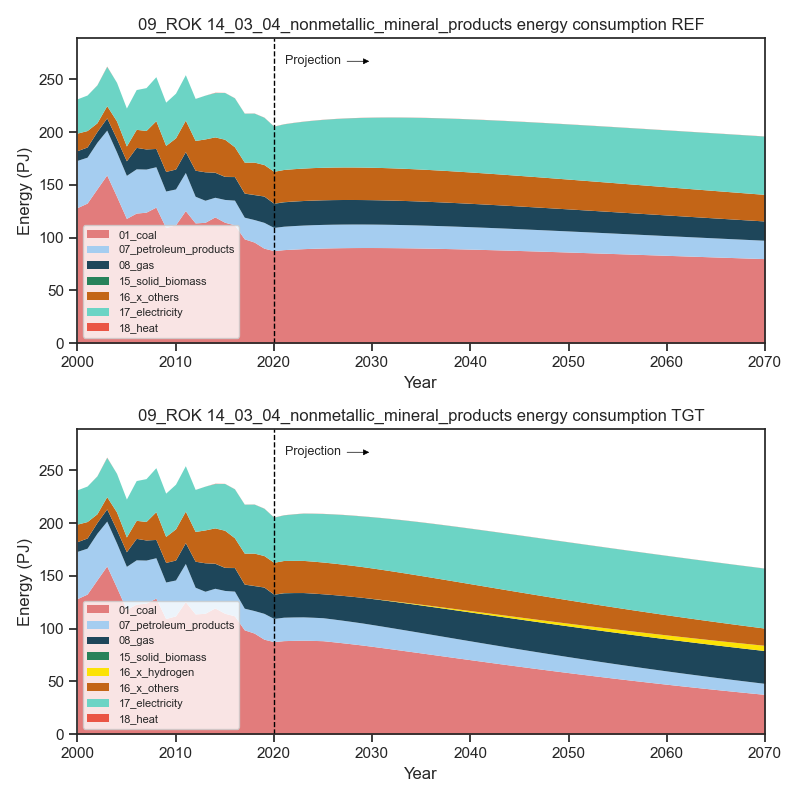 09_ROK 14_03_04_nonmetallic_mineral_products energy consumption REF
Projection
250
200
150
100
50
0
Energy (PJ)
01_coal
07_petroleum_products
08_gas
15_solid_biomass
16_x_others
17_electricity
18_heat
2000 2010 2020 2030 2040 2050 2060 2070
Year
09_ROK 14_03_04_nonmetallic_mineral_products energy consumption TGT
Projection
250
200
150
100
50
0
Energy (PJ)
01_coal
07_petroleum_products
08_gas
15_solid_biomass
16_x_hydrogen
16_x_others
17_electricity
18_heat
2000 2010 2020 2030 2040 2050 2060 2070
Year